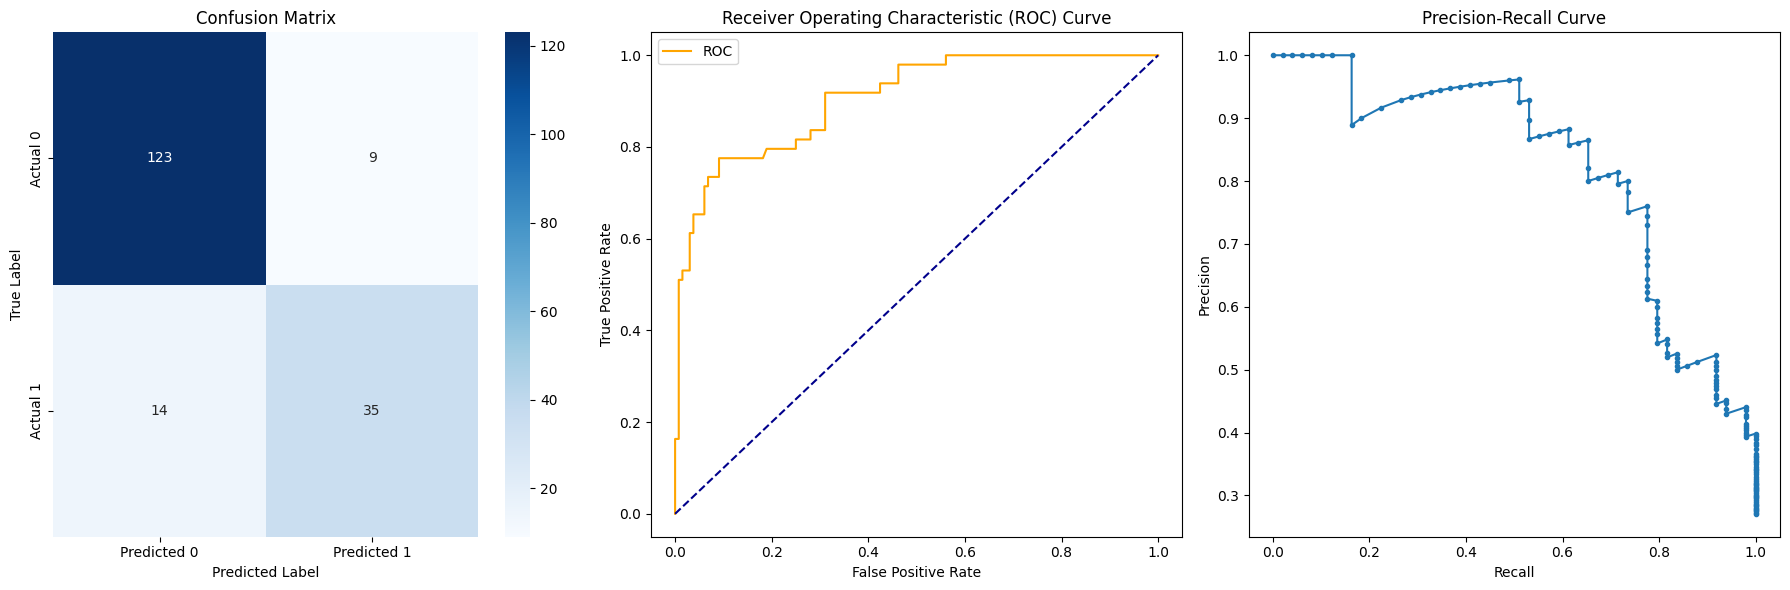 Confusion Matrix
Actual 0
Actual 1
True Label
123
9
14
35
Predicted 0
Predicted 1
Predicted Label
120
100
80
60
40
20
Receiver Operating Characteristic (ROC) Curve
ROC
True Positive Rate
1.0
0.8
0.6
0.4
0.2
0.0
0.0
0.2
0.4
0.6
0.8
1.0
False Positive Rate
Precision-Recall Curve
Precision
1.0
0.9
0.8
0.7
0.6
0.5
0.4
0.3
0.0
0.2
0.4
0.6
0.8
1.0
Recall